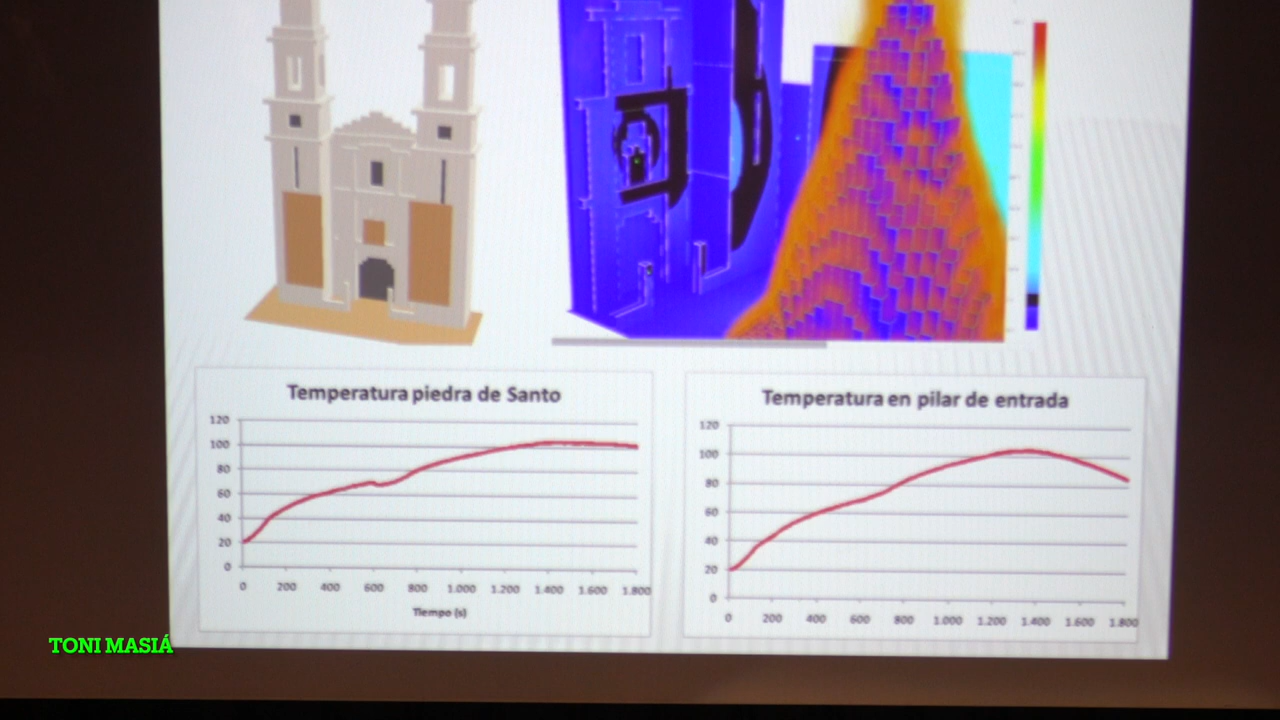 Temperatura piedra de Santo
120
100
80
60
40
20
0
0 200 400 600 800 1.000 1.200 1.400 1.600 1.800
Tiempo (s)
Temperatura en pilar de entrada
120
100
80
60
40
20
0
0 200 400 600 800 1.000 1.200 1.400 1.600 1.800
TONI MASIÁ